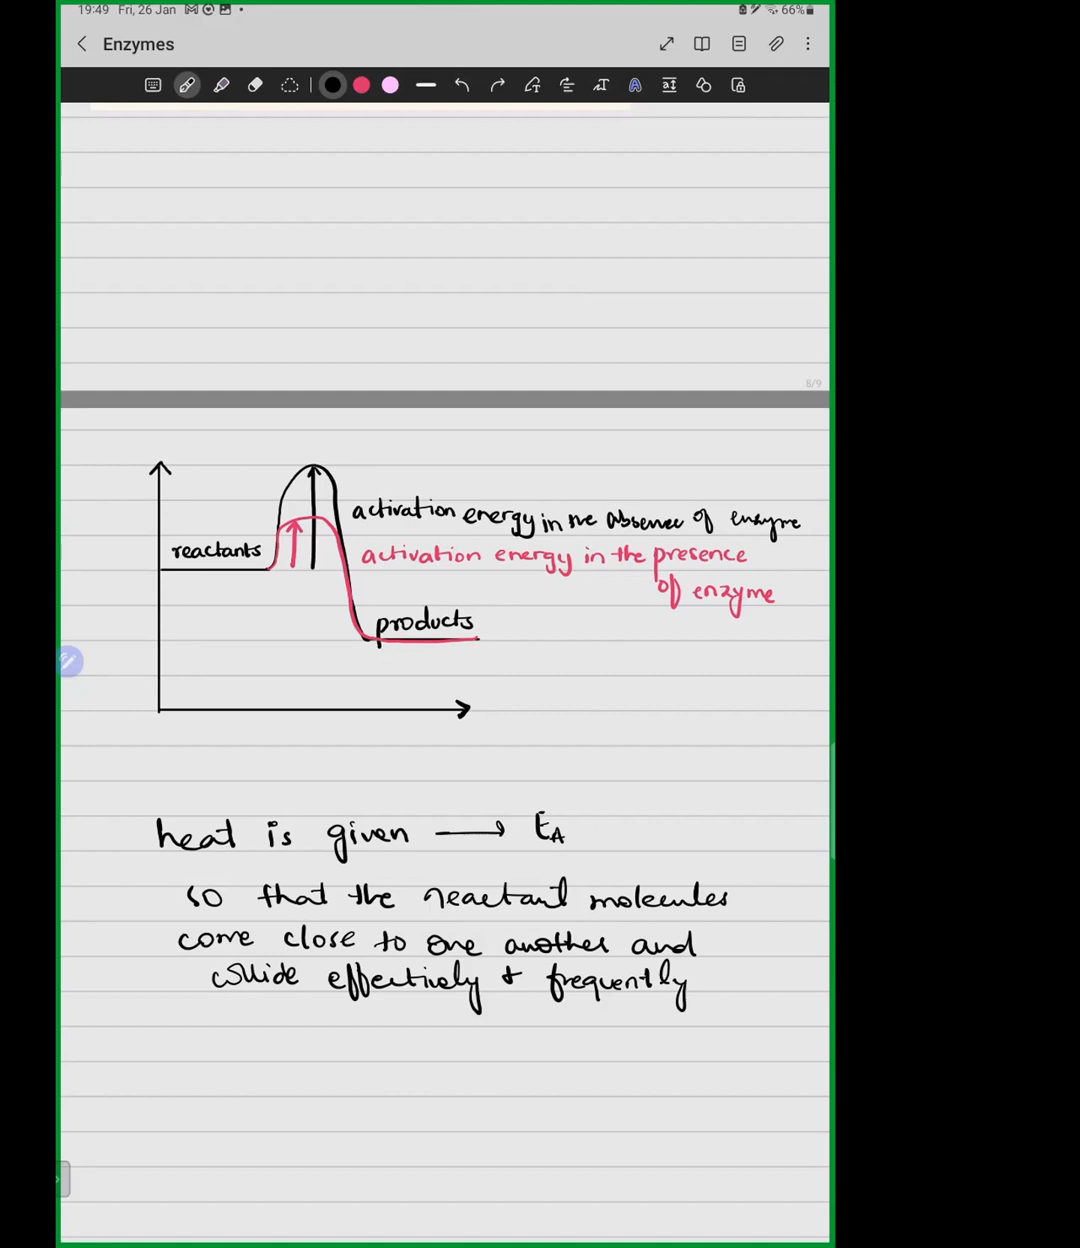 19:49 Fri, 26 Jan
66%
Enzymes
8/9
activation energy in the absence of enzyme
reactants
activation energy in the presence
of enzyme
products
heat is given → EA
so that the reactant molecules
come close to one another and
collide effectively & frequently